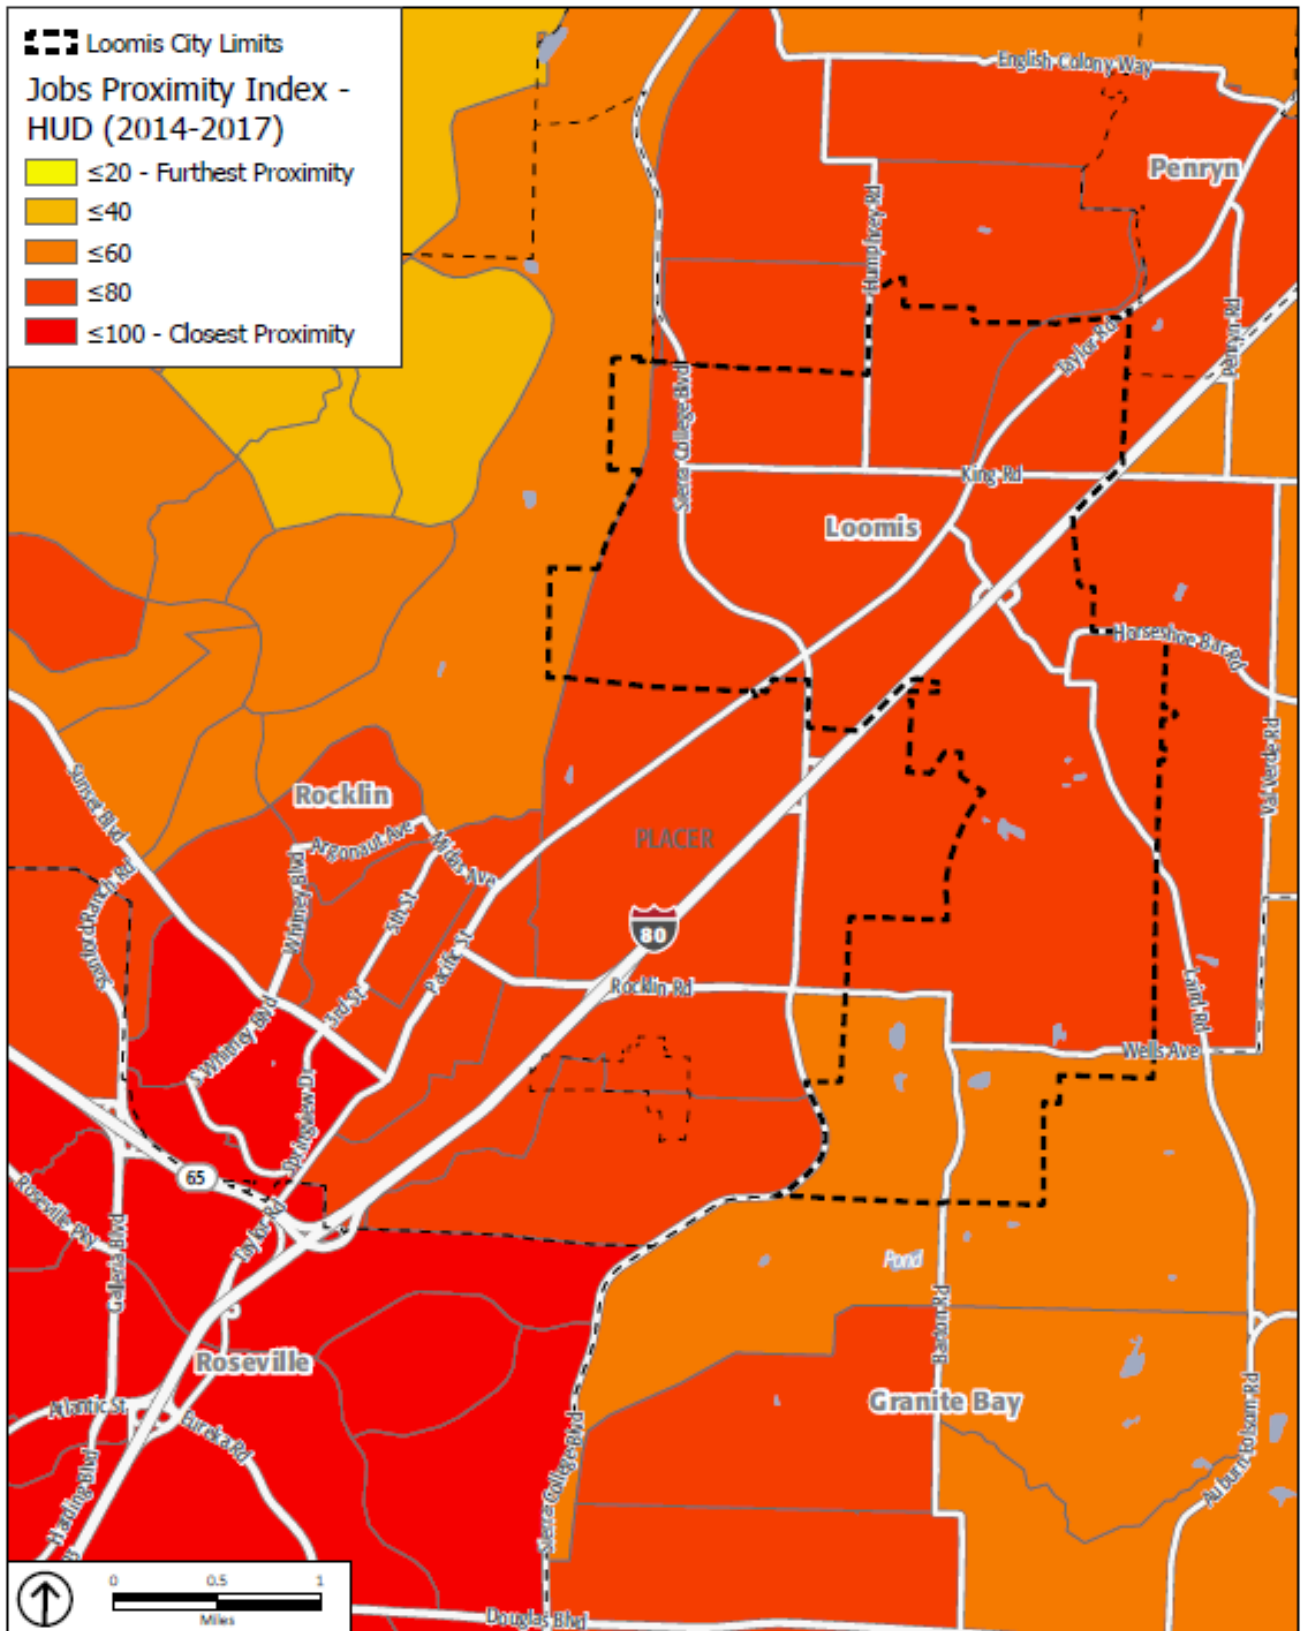 Loomis City Limits
Jobs Proximity Index -
HUD (2014-2017)
≤20 - Furthest Proximity
≤40
≤60
≤80
≤100 - Closest Proximity
English Colony Way
Penryn
Humphrey Rd
Taylor Rd
Penryn Rd
Sierra College Blvd
King Rd
Loomis
Horseshoe Bar Rd
Val Verde Rd
Sunset Blvd
Rocklin
Argonaut Ave
Midas Ave
PLACER
Stanford Ranch Rd
Whitney Blvd
5th St
Pacific St
80
Rocklin Rd
Laird Rd
3rd St
S Whitney Blvd
Wells Ave
Springview Dr
65
Roseville Pky
Galleria Blvd
Taylor Rd
Pond
Barton Rd
Roseville
Granite Bay
Atlantic St
Eureka Rd
Auburn Folsom Rd
Harding Blvd
Sierra College Blvd
0 0.5 1
Miles
Douglas Blvd